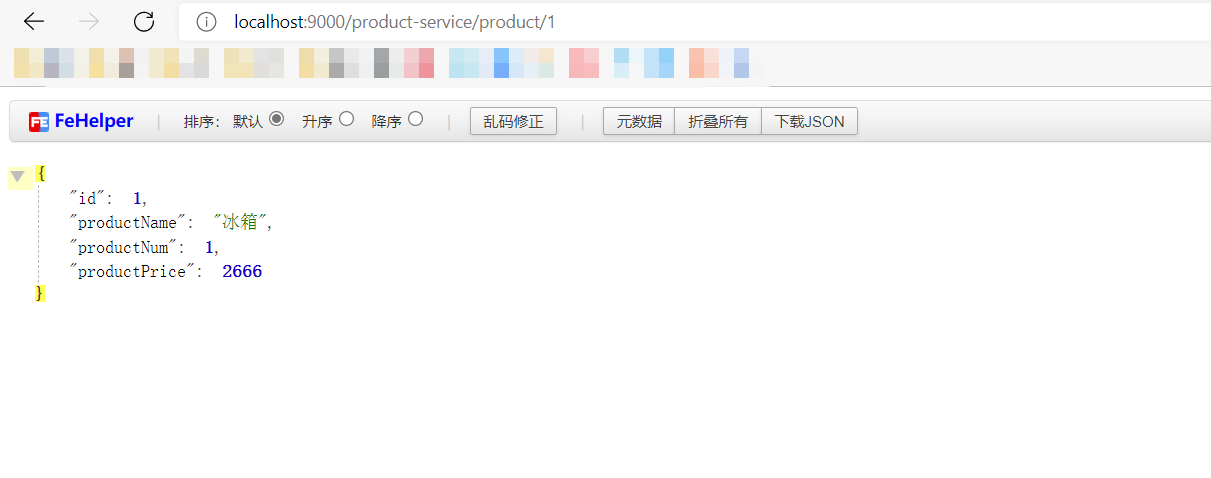 localhost:9000/product-service/product/1
FeHelper | 排序: 默认 升序 降序 | 乱码修正 | 元数据 折叠所有 下载JSON
{
"id": 1,
"productName": "冰箱",
"productNum": 1,
"productPrice": 2666
}